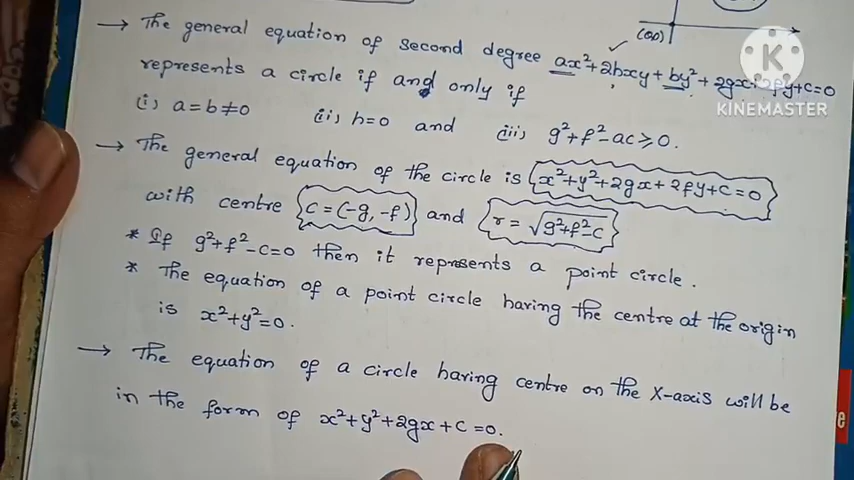 (0,0)
K
KINEMASTER
→ The general equation of second degree ax²+2hxy+by²+2gx+2fy+c=0
represents a circle if and only if
(i) a=b≠0 (ii) h=0 and (iii) g²+f²-ac≥0.
→ The general equation of the circle is x²+y²+2gx+2fy+c=0
with centre C=(-g,-f) and r=√g²+f²-c
* If g²+f²-c=0 then it represents a point circle.
* The equation of a point circle having the centre at the origin
is x²+y²=0.
→ The equation of a circle having centre on the X-axis will be
in the form of x²+y²+2gx+c=0.